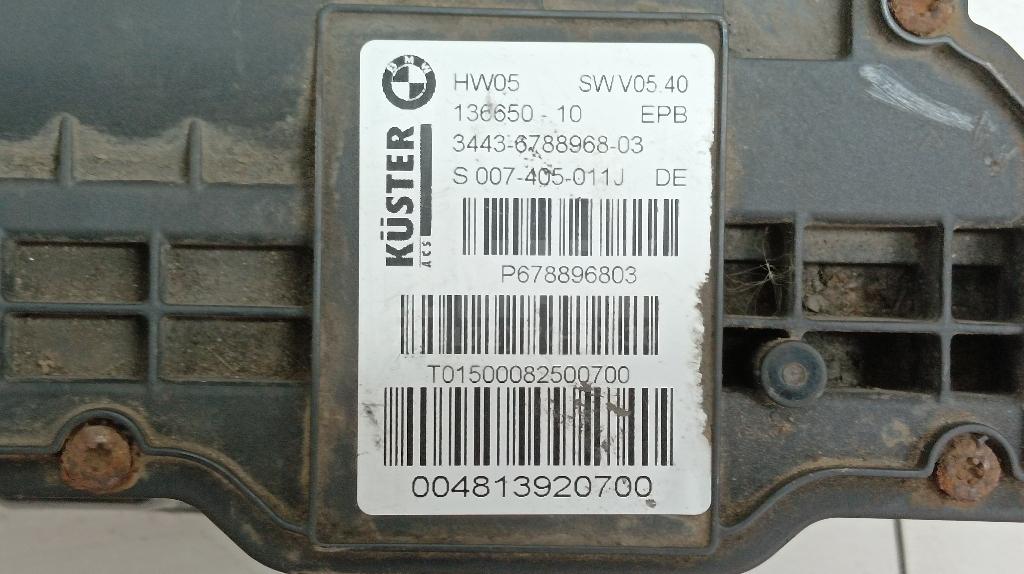 BMW
HW05 SW V05.40
136650 - 10 EPB
3443-6788968-03
S 007-405-011J DE
KÜSTER
ACS
P678896803
T01500082500700
004813920700